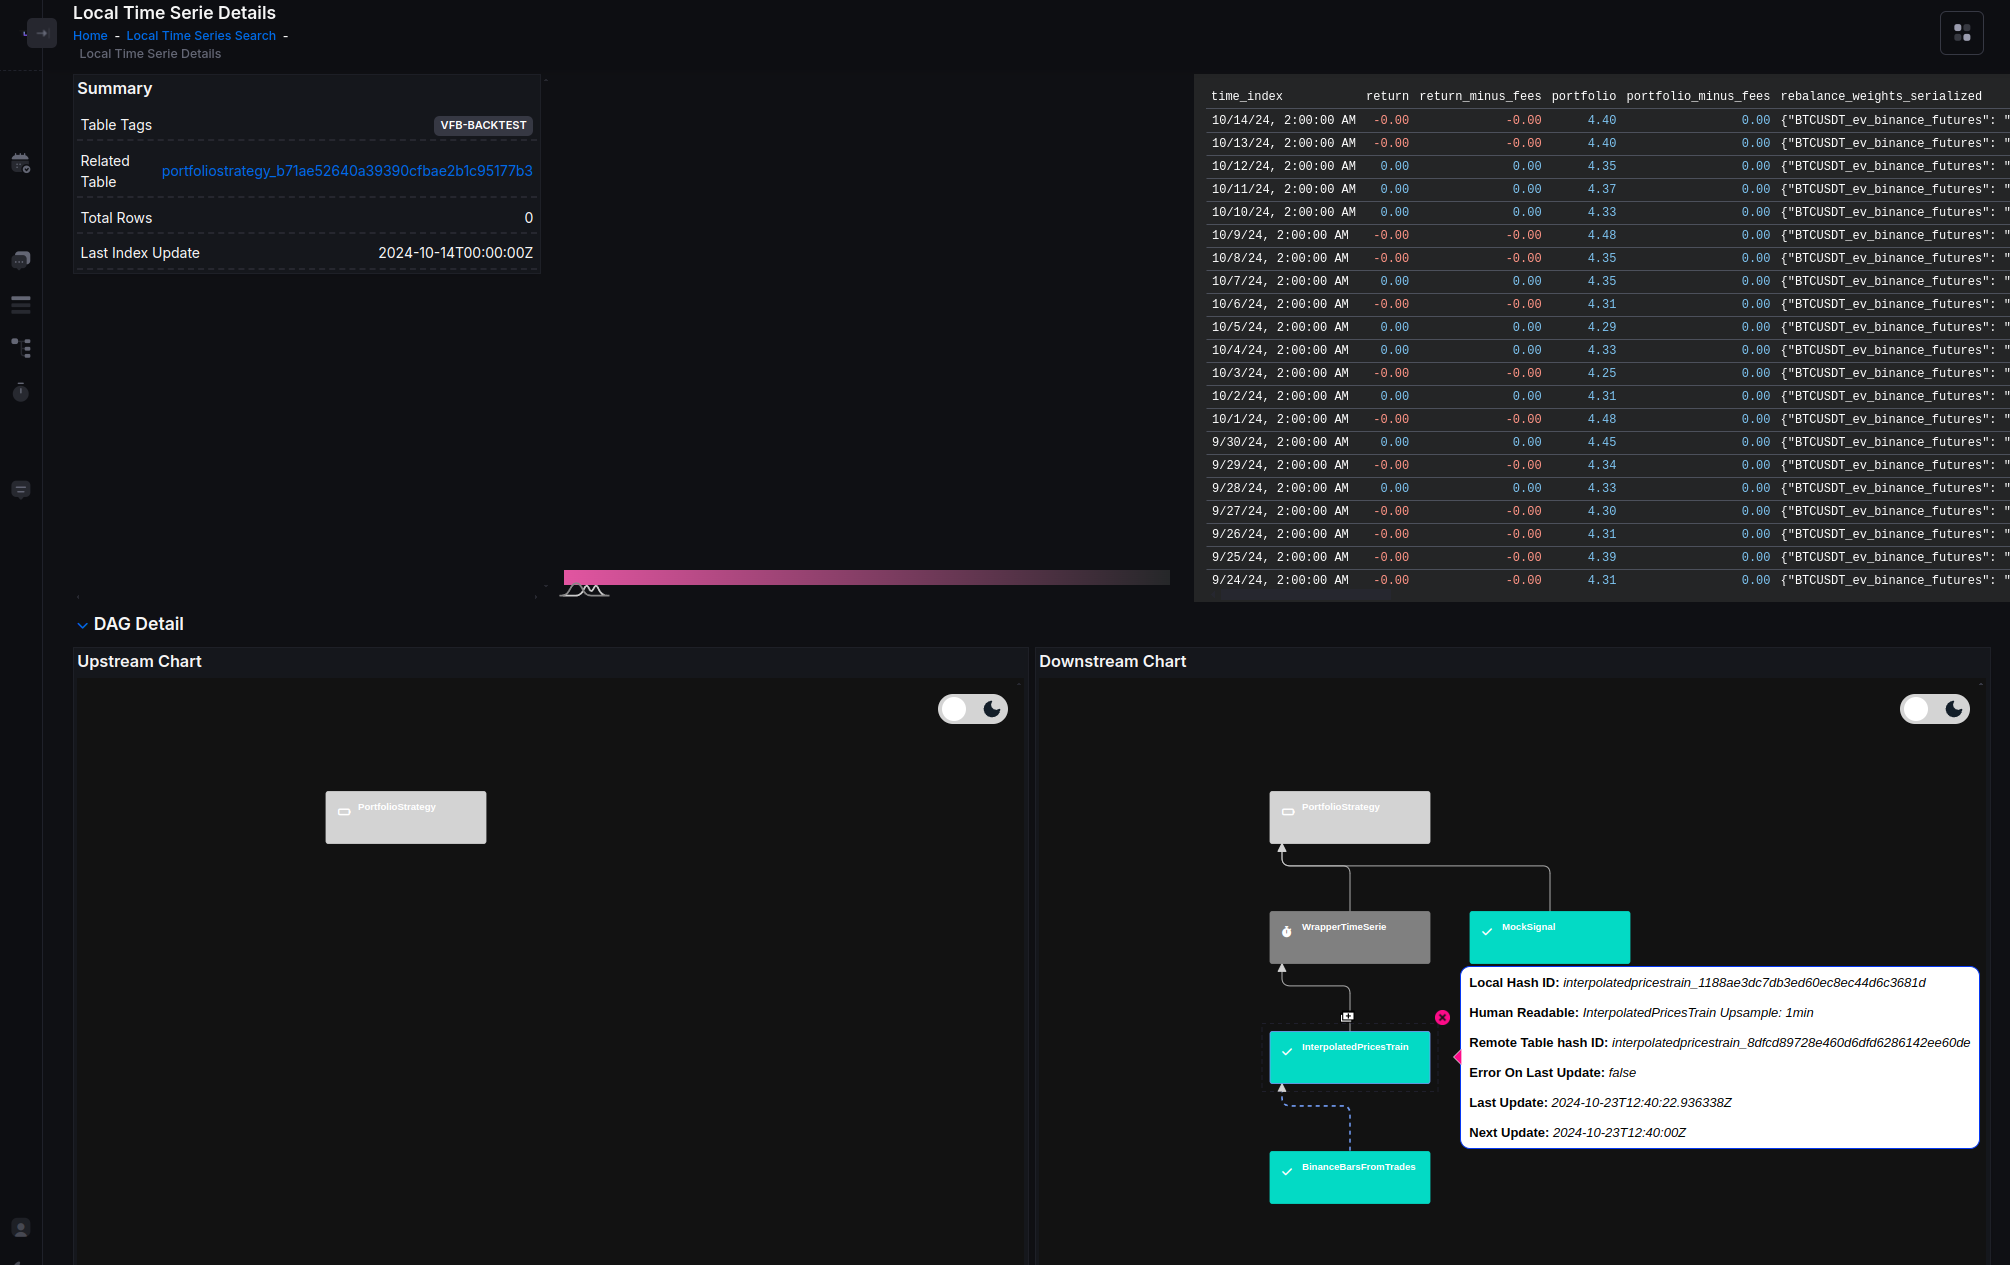 Local Time Serie Details
Home - Local Time Series Search -
Local Time Serie Details
Summary
Table Tags VFB-BACKTEST
Related Table portfoliostrategy_b71ae52640a39390cfbae2b1c95177b3
Total Rows 0
Last Index Update 2024-10-14T00:00:00Z
time_index return return_minus_fees portfolio portfolio_minus_fees rebalance_weights_serialized
10/14/24, 2:00:00 AM -0.00 -0.00 4.40 0.00 {"BTCUSDT_ev_binance_futures": "
10/13/24, 2:00:00 AM -0.00 -0.00 4.40 0.00 {"BTCUSDT_ev_binance_futures": "
10/12/24, 2:00:00 AM 0.00 0.00 4.35 0.00 {"BTCUSDT_ev_binance_futures": "
10/11/24, 2:00:00 AM 0.00 0.00 4.37 0.00 {"BTCUSDT_ev_binance_futures": "
10/10/24, 2:00:00 AM 0.00 0.00 4.33 0.00 {"BTCUSDT_ev_binance_futures": "
10/9/24, 2:00:00 AM -0.00 -0.00 4.48 0.00 {"BTCUSDT_ev_binance_futures": "
10/8/24, 2:00:00 AM -0.00 -0.00 4.35 0.00 {"BTCUSDT_ev_binance_futures": "
10/7/24, 2:00:00 AM 0.00 0.00 4.35 0.00 {"BTCUSDT_ev_binance_futures": "
10/6/24, 2:00:00 AM -0.00 -0.00 4.31 0.00 {"BTCUSDT_ev_binance_futures": "
10/5/24, 2:00:00 AM 0.00 0.00 4.29 0.00 {"BTCUSDT_ev_binance_futures": "
10/4/24, 2:00:00 AM 0.00 0.00 4.33 0.00 {"BTCUSDT_ev_binance_futures": "
10/3/24, 2:00:00 AM -0.00 -0.00 4.25 0.00 {"BTCUSDT_ev_binance_futures": "
10/2/24, 2:00:00 AM 0.00 0.00 4.31 0.00 {"BTCUSDT_ev_binance_futures": "
10/1/24, 2:00:00 AM -0.00 -0.00 4.48 0.00 {"BTCUSDT_ev_binance_futures": "
9/30/24, 2:00:00 AM 0.00 0.00 4.45 0.00 {"BTCUSDT_ev_binance_futures": "
9/29/24, 2:00:00 AM -0.00 -0.00 4.34 0.00 {"BTCUSDT_ev_binance_futures": "
9/28/24, 2:00:00 AM 0.00 0.00 4.33 0.00 {"BTCUSDT_ev_binance_futures": "
9/27/24, 2:00:00 AM -0.00 -0.00 4.30 0.00 {"BTCUSDT_ev_binance_futures": "
9/26/24, 2:00:00 AM -0.00 -0.00 4.31 0.00 {"BTCUSDT_ev_binance_futures": "
9/25/24, 2:00:00 AM -0.00 -0.00 4.39 0.00 {"BTCUSDT_ev_binance_futures": "
9/24/24, 2:00:00 AM -0.00 -0.00 4.31 0.00 {"BTCUSDT_ev_binance_futures": "
DAG Detail
Upstream Chart
PortfolioStrategy
Downstream Chart
PortfolioStrategy
WrapperTimeSerie
MockSignal
InterpolatedPricesTrain
BinanceBarsFromTrades
Local Hash ID: interpolatedpricestrain_1188ae3dc7db3ed60ec8ec44d6c3681d
Human Readable: InterpolatedPricesTrain Upsample: 1min
Remote Table hash ID: interpolatedpricestrain_8dfcd89728e460d6dfd6286142ee60de
Error On Last Update: false
Last Update: 2024-10-23T12:40:22.936338Z
Next Update: 2024-10-23T12:40:00Z